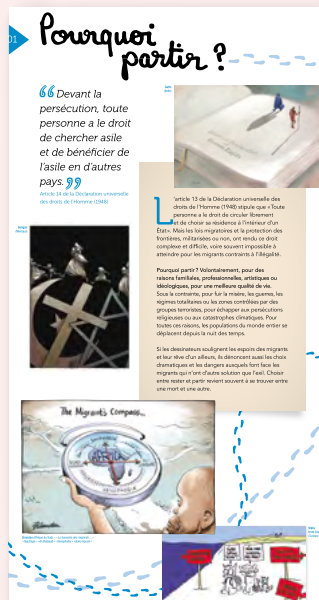 01
Pourquoi
partir ?
“ Devant la
persécution, toute
personne a le droit
de chercher asile
et de bénéficier de
l'asile en d'autres
pays. ”
Article 14 de la Déclaration universelle
des droits de l'Homme (1948)
L'article 13 de la Déclaration universelle des
droits de l'Homme (1948) stipule que « Toute
personne a le droit de circuler librement
et de choisir sa résidence à l'intérieur d'un
État». Mais les lois migratoires et la protection des
frontières, militarisées ou non, ont rendu ce droit
complexe et difficile, voire souvent impossible à
atteindre pour les migrants contraints à l'illégalité.
Pourquoi partir ? Volontairement, pour des
raisons familiales, professionnelles, artistiques ou
idéologiques, pour une meilleure qualité de vie.
Sous la contrainte, pour fuir la misère, les guerres, les
régimes totalitaires ou les zones contrôlées par des
groupes terroristes, pour échapper aux persécutions
religieuses ou aux catastrophes climatiques. Pour
toutes ces raisons, les populations du monde entier se
déplacent depuis la nuit des temps.
Si les dessinateurs soulignent les espoirs des migrants
et leur rêve d'un ailleurs, ils dénoncent aussi les choix
dramatiques et les dangers auxquels font face les
migrants qui n'ont d'autre solution que l'exil. Choisir
entre rester et partir revient souvent à se trouver entre
une mort et une autre.
The Migrant's Compass...
AFRICA